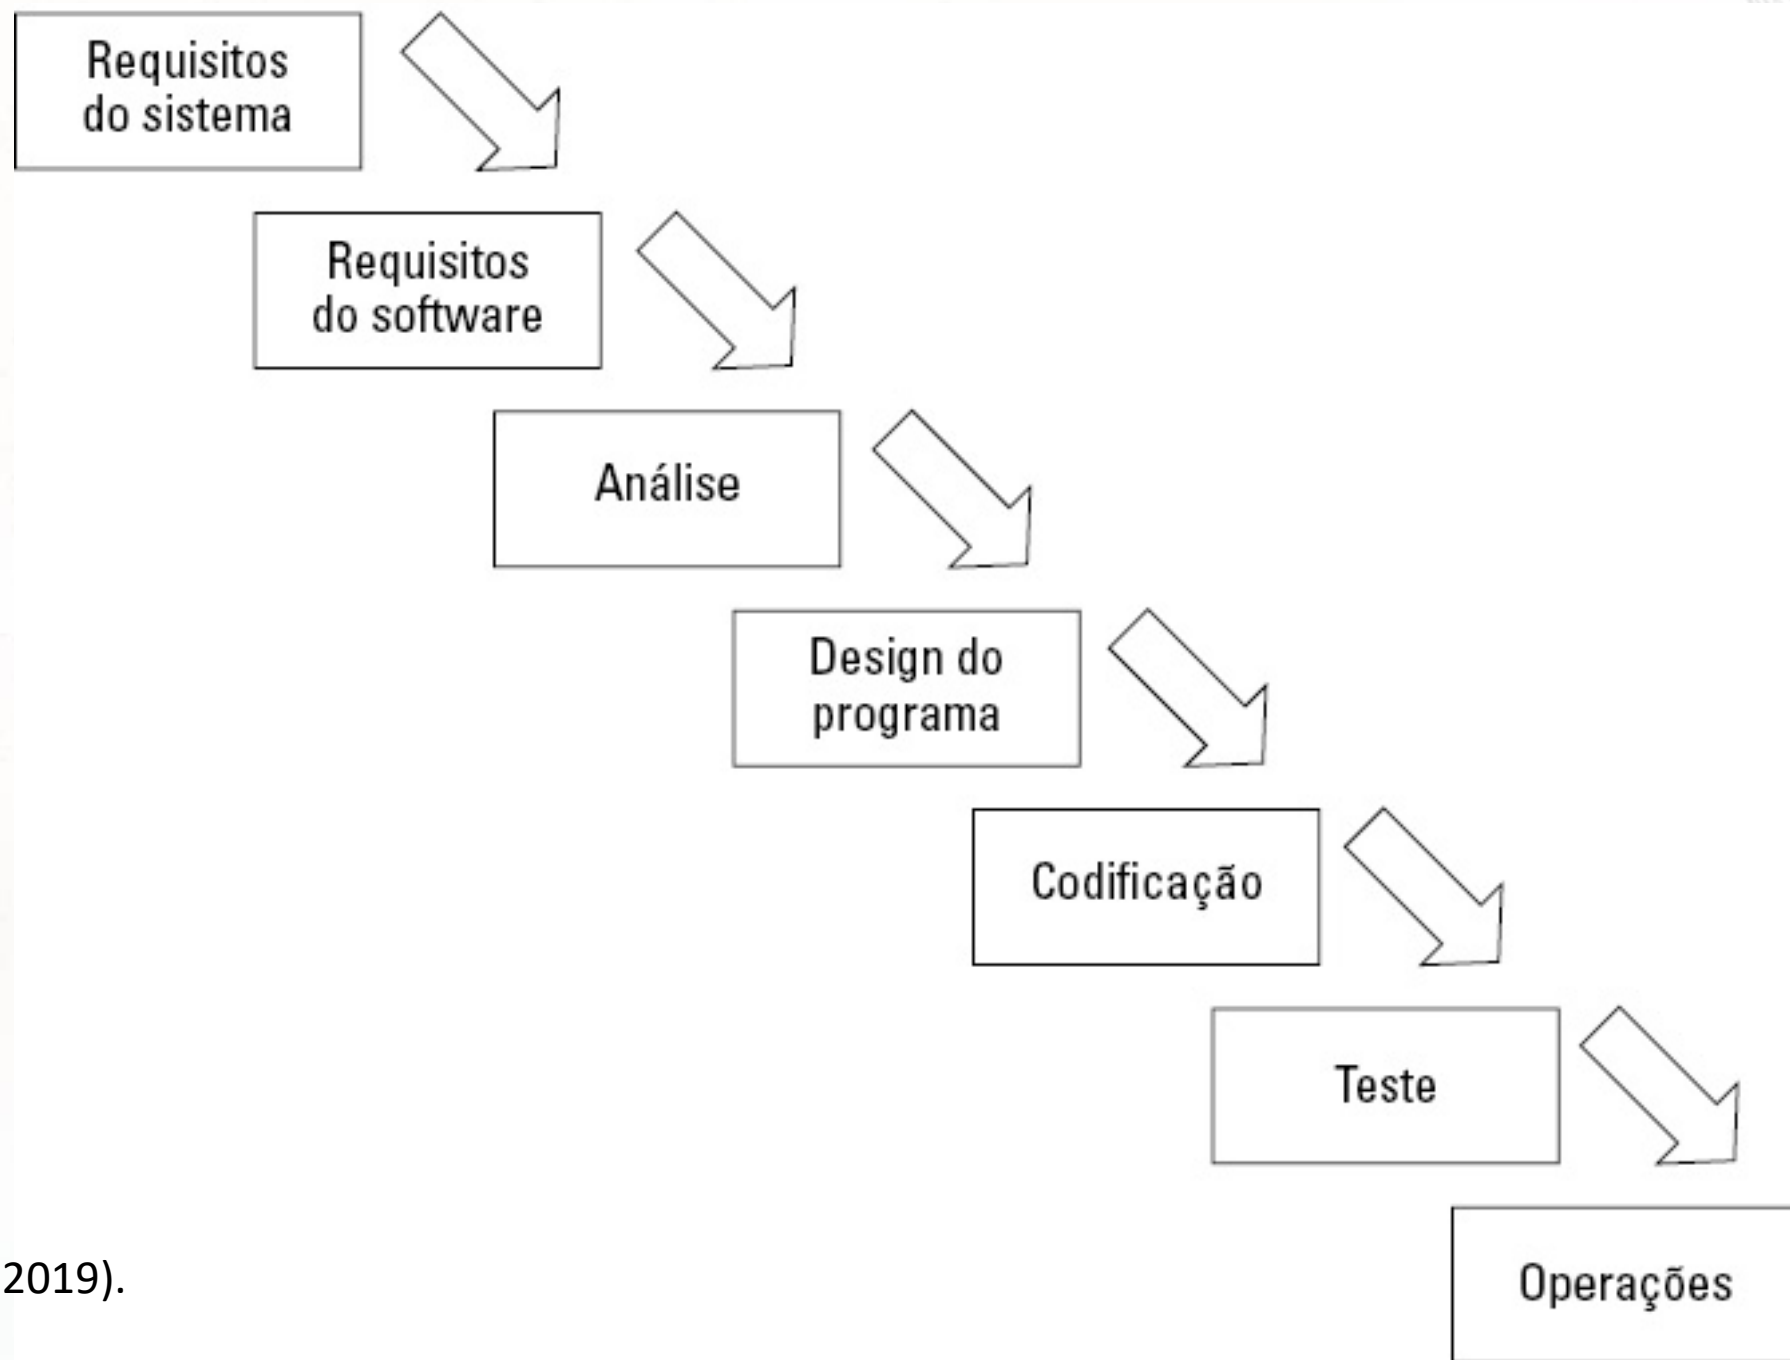 Requisitos
do sistema
Requisitos
do software
Análise
Design do
programa
Codificação
Teste
Operações
2019).